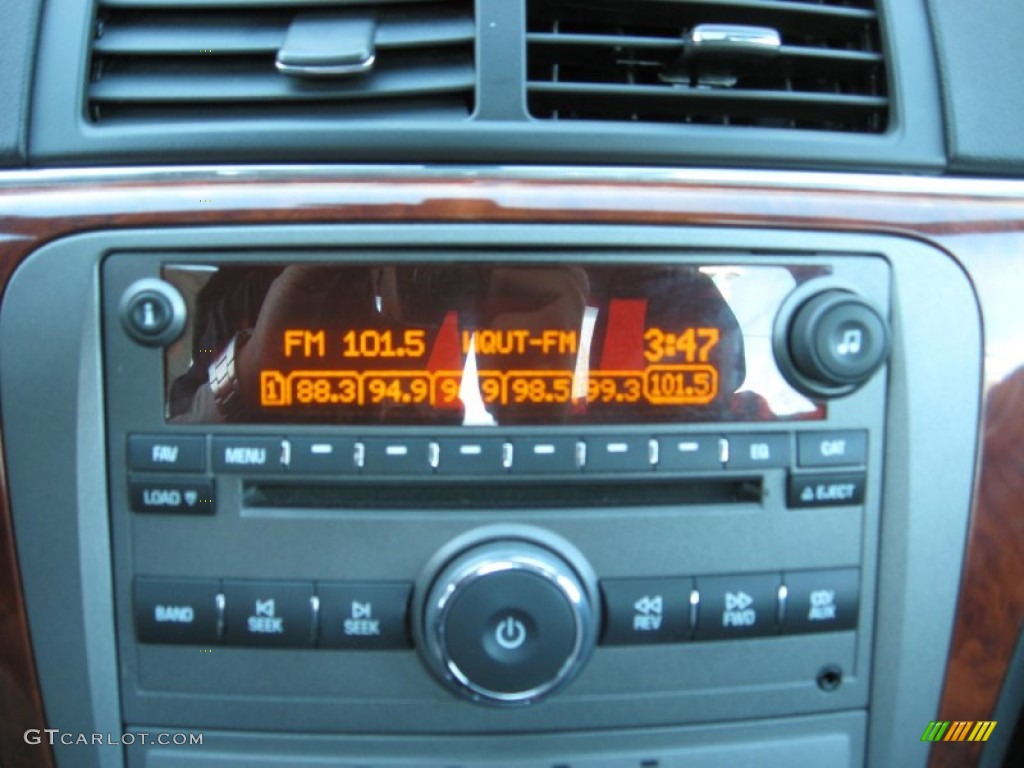 i
FM 101.5 WQUT-FM 3:47
1 88.3 94.9 98.5 99.3 101.5
FAV MENU EQ CAT
LOAD EJECT
BAND SEEK SEEK REV FWD AUX
GTCARLOT.COM